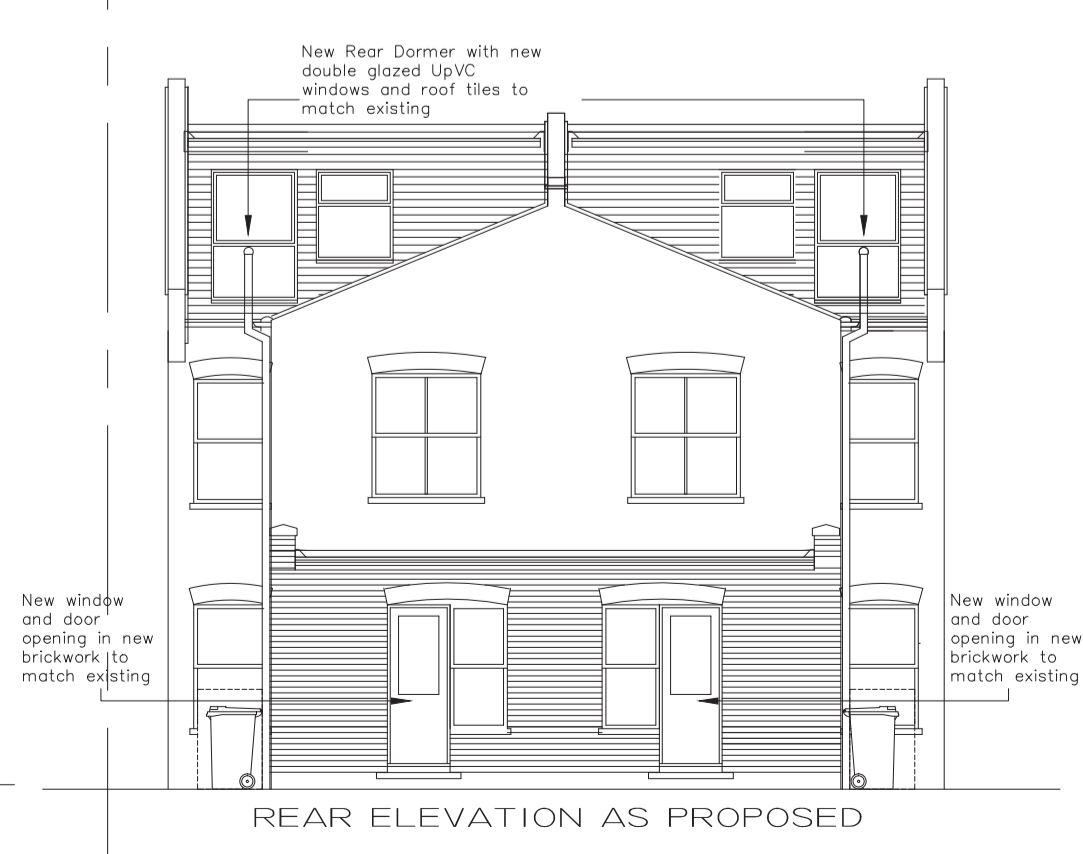 New Rear Dormer with new
double glazed UpVC
windows and roof tiles to
match existing
New window
and door
opening in new
brickwork to
match existing
New window
and door
opening in new
brickwork to
match existing
REAR ELEVATION AS PROPOSED